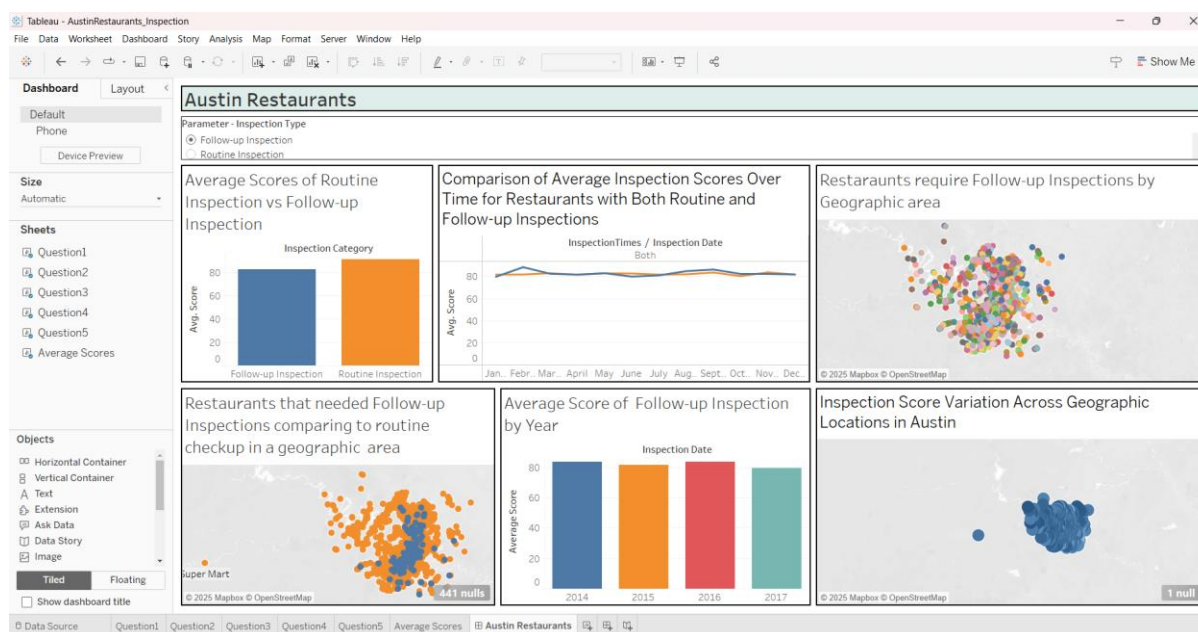 Tableau - AustinRestaurants_Inspection
File Data Worksheet Dashboard Story Analysis Map Format Server Window Help
Show Me
Dashboard Layout
Default
Phone
Device Preview
Size
Automatic
Sheets
Question1
Question2
Question3
Question4
Question5
Average Scores
Objects
Horizontal Container
Vertical Container
Text
Extension
Ask Data
Data Story
Image
Tiled Floating
Show dashboard title
Austin Restaurants
Parameter - Inspection Type
Follow-up Inspection
Routine Inspection
Average Scores of Routine
Inspection vs Follow-up
Inspection
Inspection Category
Avg. Score
80
60
40
20
0
Follow-up Inspection Routine Inspection
Comparison of Average Inspection Scores Over
Time for Restaurants with Both Routine and
Follow-up Inspections
InspectionTimes / Inspection Date
Both
Avg. Score
80
60
40
20
0
Jan.. Febr.. Mar.. April May June July Aug.. Sept.. Oct.. Nov.. Dec..
Restaraunts require Follow-up Inspections by
Geographic area
© 2025 Mapbox © OpenStreetMap
Restaurants that needed Follow-up
Inspections comparing to routine
checkup in a geographic area
Super Mart
© 2025 Mapbox © OpenStreetMap
441 nulls
Average Score of Follow-up Inspection
by Year
Inspection Date
Average Score
80
60
40
20
0
2014 2015 2016 2017
Inspection Score Variation Across Geographic
Locations in Austin
© 2025 Mapbox © OpenStreetMap
1 null
Data Source Question1 Question2 Question3 Question4 Question5 Average Scores Austin Restaurants